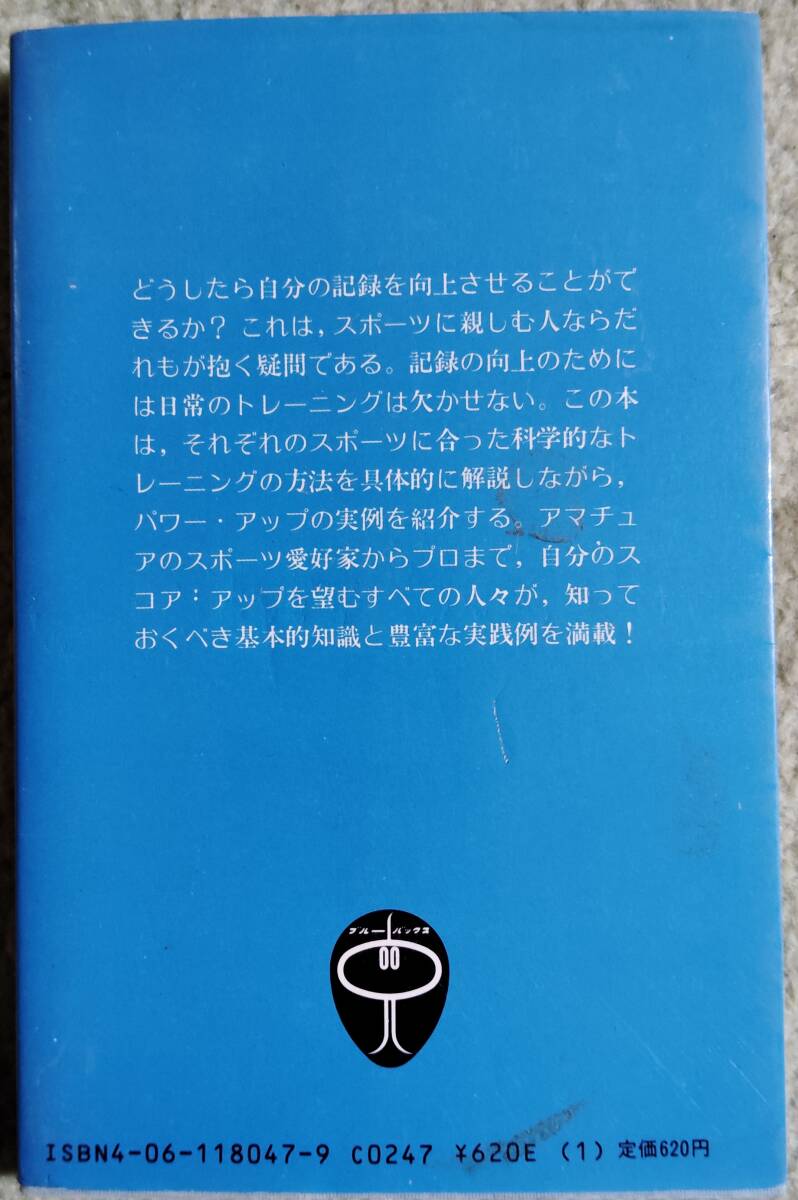 どうしたら自分の記録を向上させることがで
きるか？ これは，スポーツに親しむ人ならだ
れもが抱く疑問である。記録の向上のために
は日常のトレーニングは欠かせない。この本
は，それぞれのスポーツに合った科学的なト
レーニングの方法を具体的に解説しながら，
パワー・アップの実例を紹介する。アマチュ
アのスポーツ愛好家からプロまで，自分のス
コア・アップを望むすべての人々が，知って
おくべき基本的知識と豊富な実践例を満載！
ブルーバックス
ISBN4-06-118047-9 C0247 ¥620E (1) 定価620円